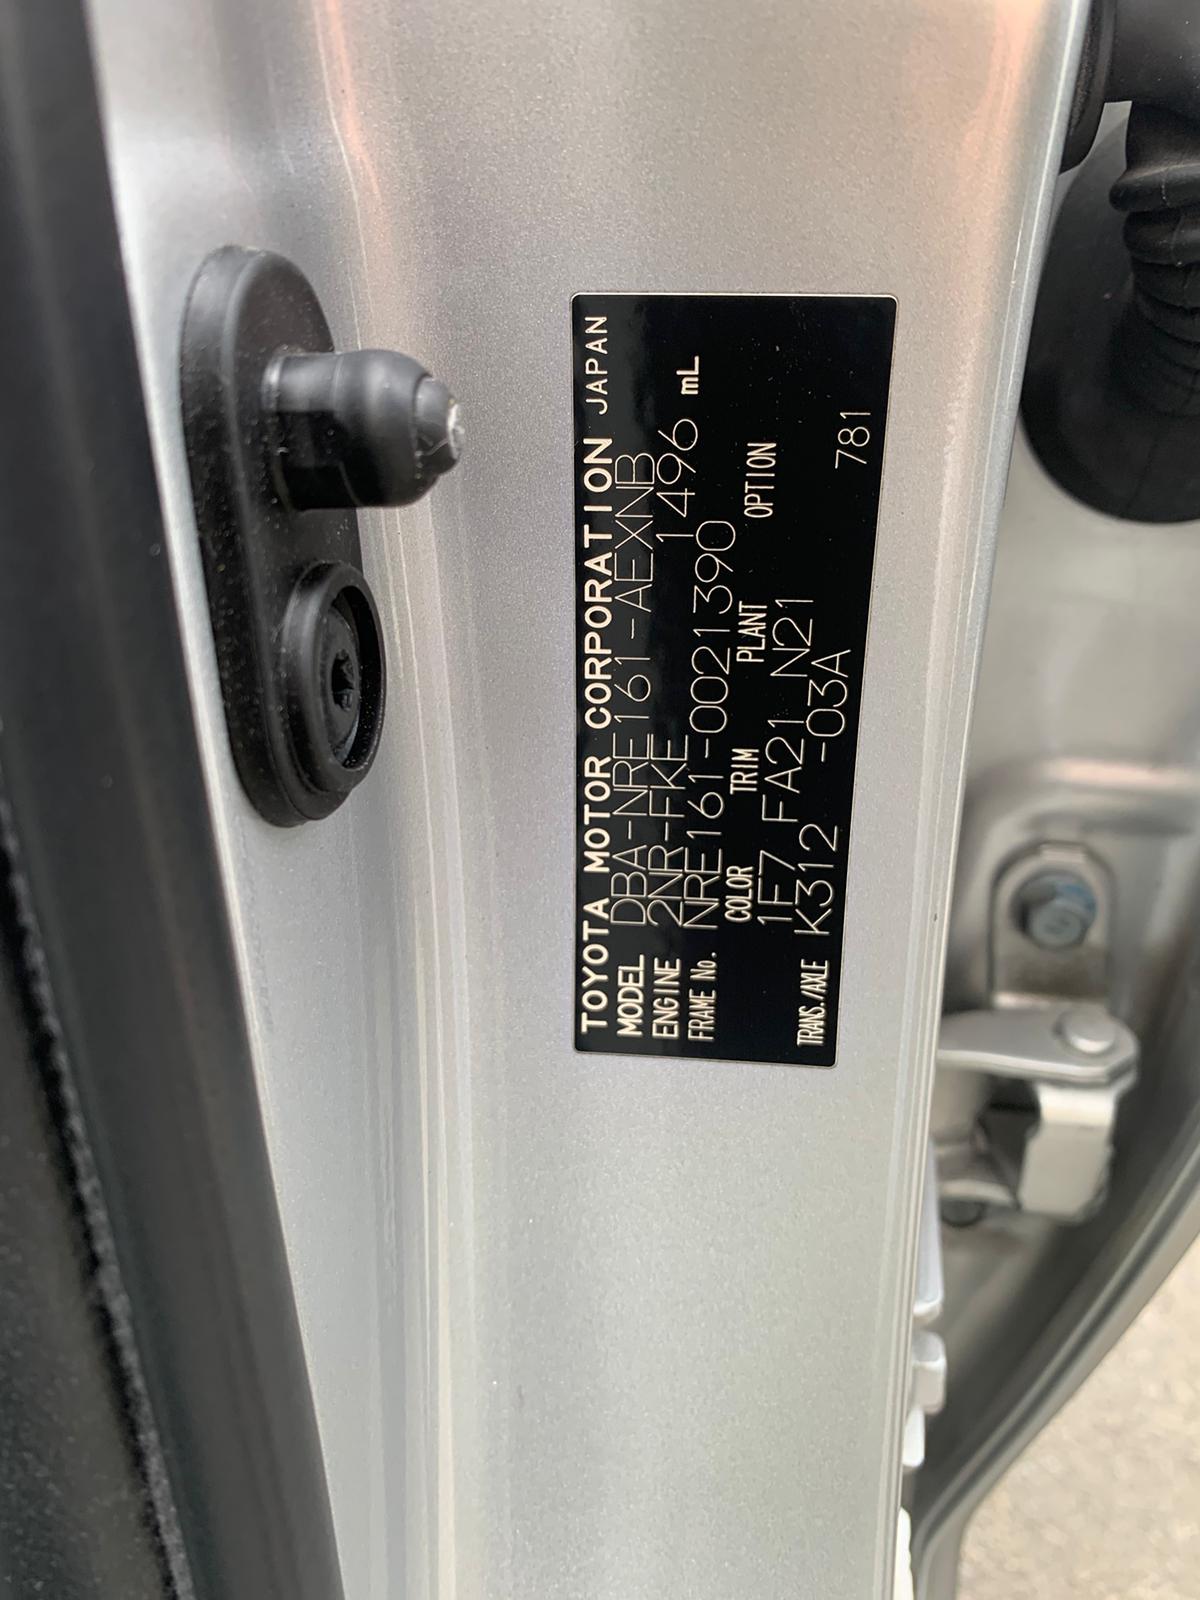 TOYOTA MOTOR CORPORATION JAPAN
MODEL DBA-NRE161-AEXNB
ENGINE 2NR-FKE 1496 mL
FRAME No. NRE161-0021390
COLOR TRIM PLANT OPTION
1F7 FA21 N21
TRANS./AXLE K312 -03A 781